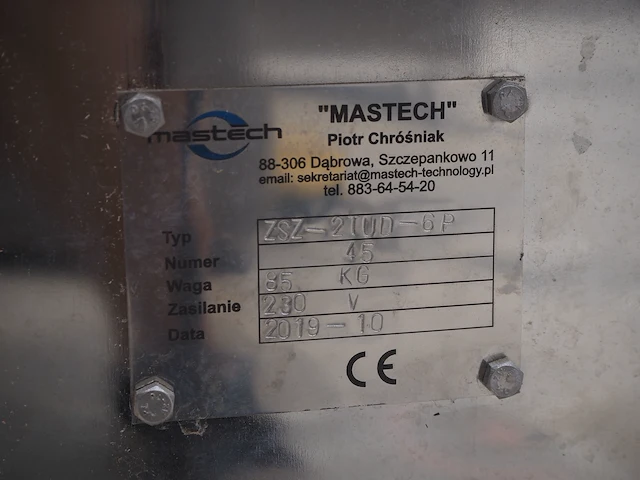 mastech
"MASTECH"
Piotr Chróśniak
88-306 Dąbrowa, Szczepankowo 11
email: sekretariat@mastech-technology.pl
tel. 883-64-54-20
Typ ZSZ-2IUD-6P
Numer 45
Waga 85 KG
Zasilanie 230 V
Data 2019-10
CE